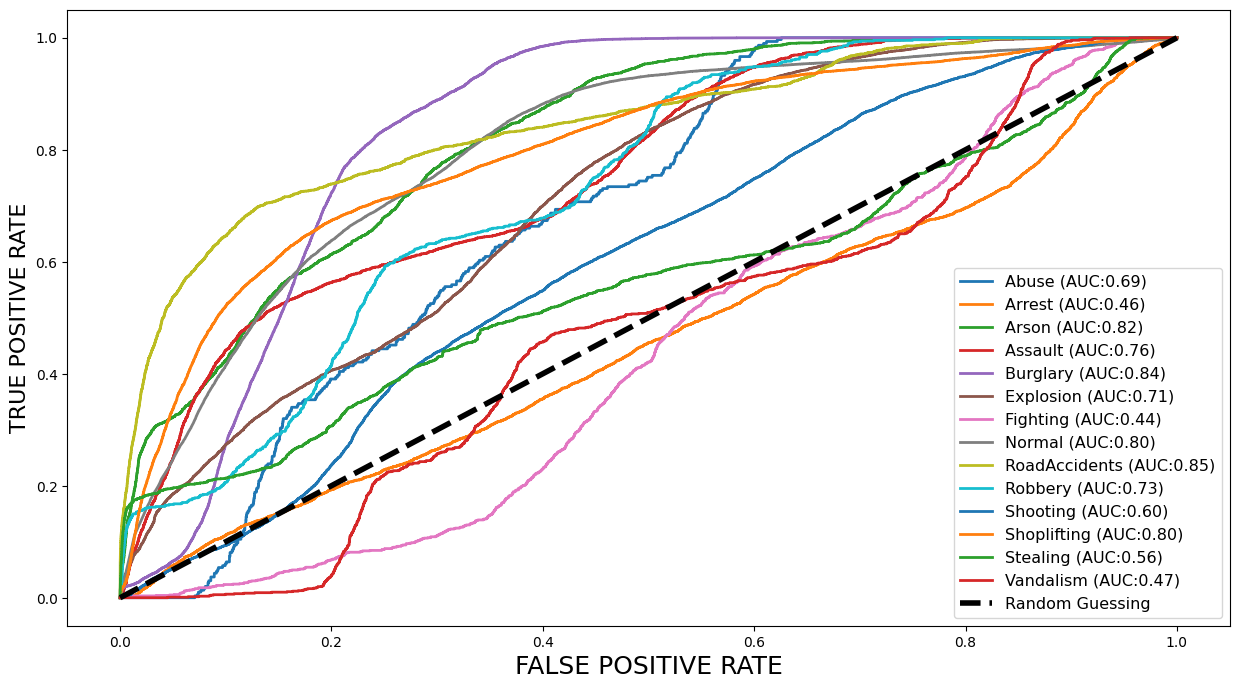 TRUE POSITIVE RATE
1.0
0.8
0.6
0.4
0.2
0.0
0.0 0.2 0.4 0.6 0.8 1.0
FALSE POSITIVE RATE
Abuse (AUC:0.69)
Arrest (AUC:0.46)
Arson (AUC:0.82)
Assault (AUC:0.76)
Burglary (AUC:0.84)
Explosion (AUC:0.71)
Fighting (AUC:0.44)
Normal (AUC:0.80)
RoadAccidents (AUC:0.85)
Robbery (AUC:0.73)
Shooting (AUC:0.60)
Shoplifting (AUC:0.80)
Stealing (AUC:0.56)
Vandalism (AUC:0.47)
Random Guessing